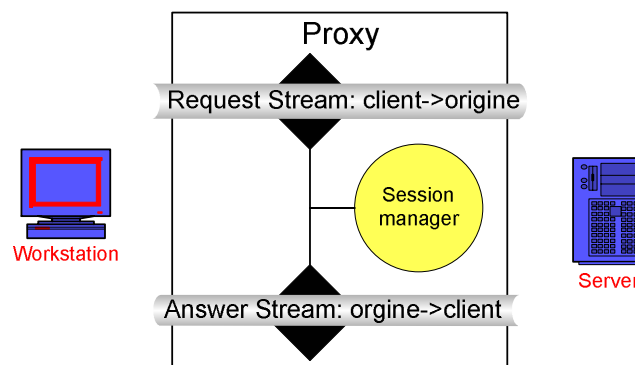 Proxy
Request Stream: client->origine
Session
manager
Workstation
Server
Answer Stream: orgine->client